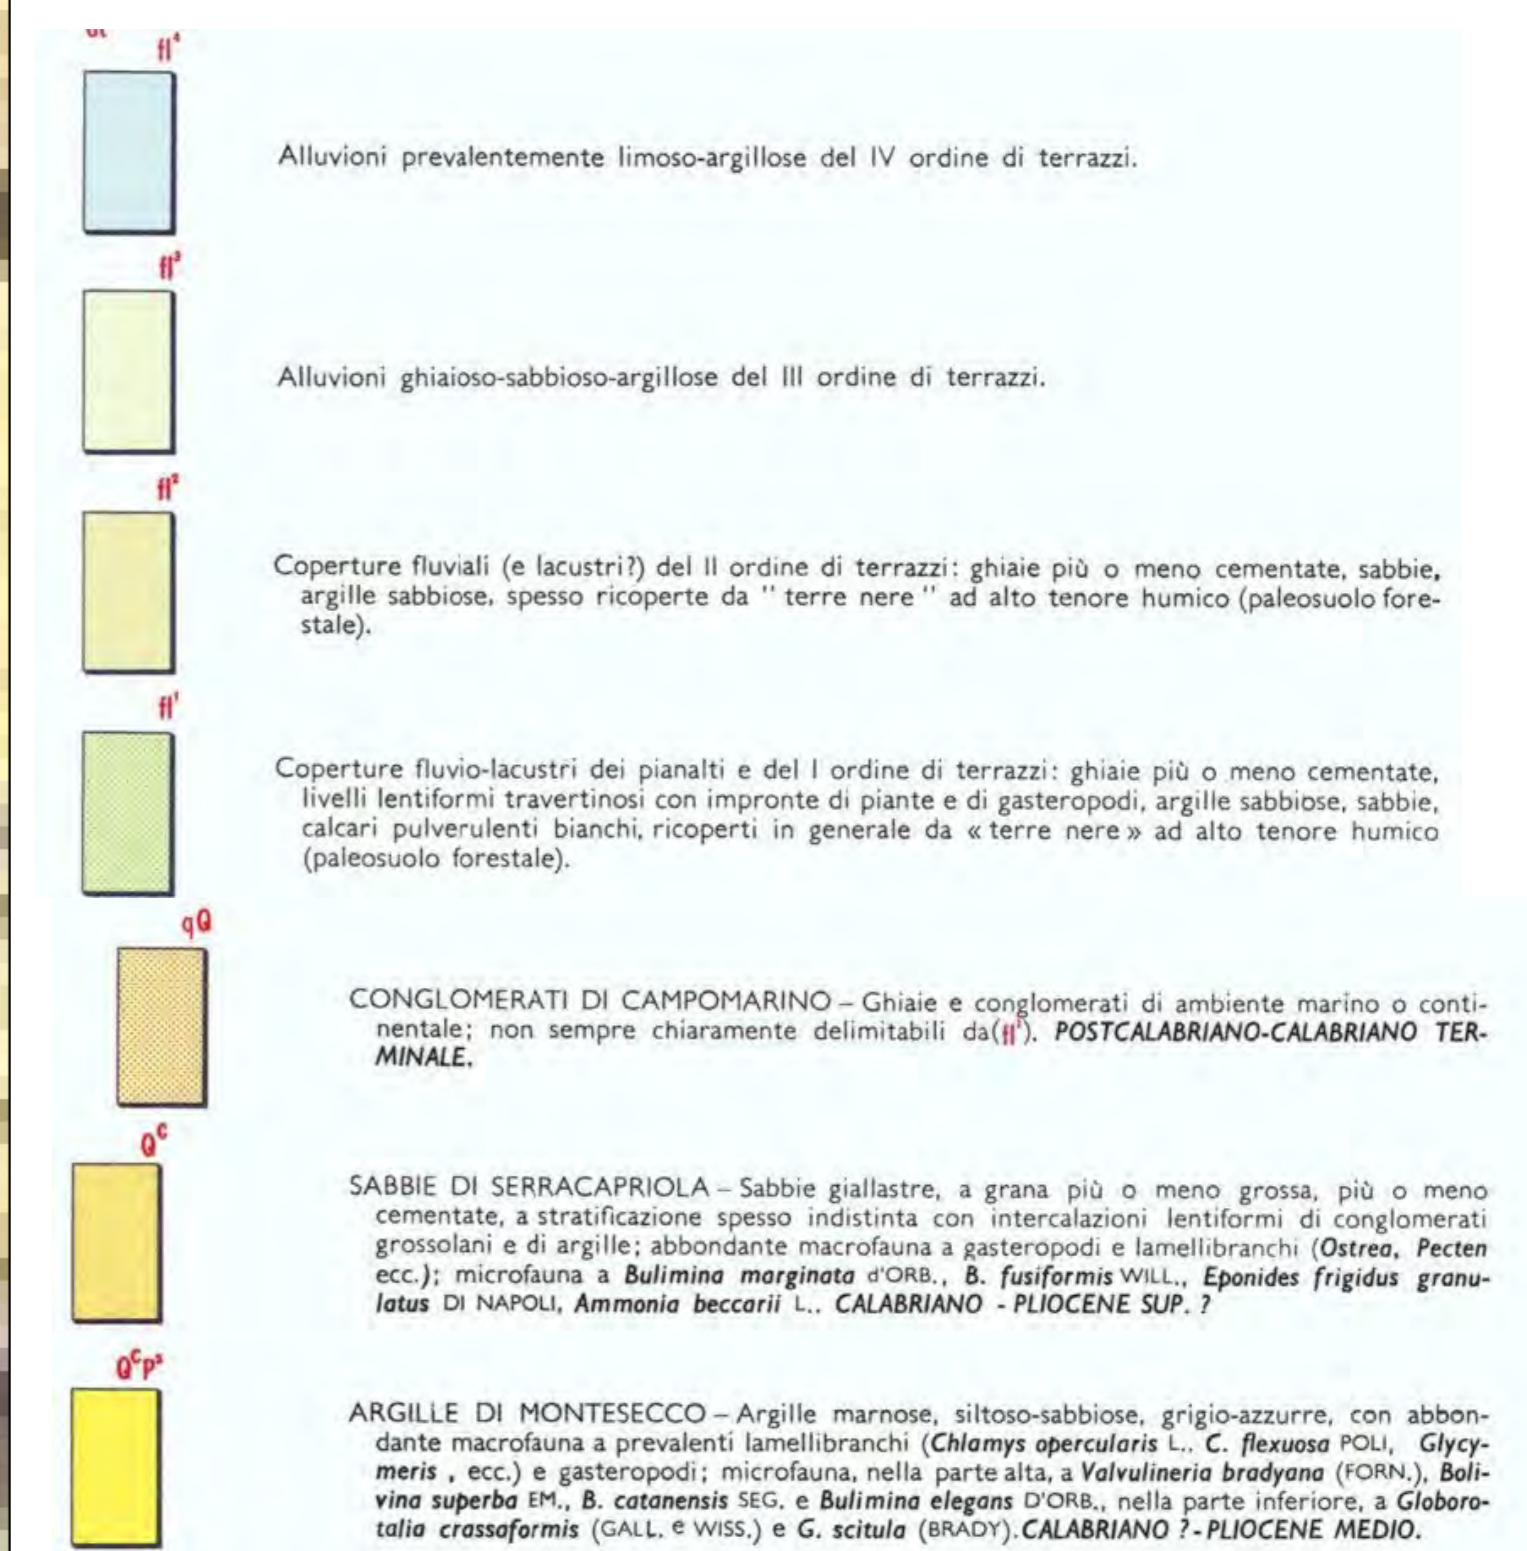 fl⁴
Alluvioni prevalentemente limoso-argillose del IV ordine di terrazzi.
fl³
Alluvioni ghiaioso-sabbioso-argillose del III ordine di terrazzi.
fl²
Coperture fluviali (e lacustri?) del II ordine di terrazzi: ghiaie più o meno cementate, sabbie,
argille sabbiose, spesso ricoperte da " terre nere " ad alto tenore humico (paleosuolo fore-
stale).
fl¹
Coperture fluvio-lacustri dei pianalti e del I ordine di terrazzi: ghiaie più o meno cementate,
livelli lentiformi travertinosi con impronte di piante e di gasteropodi, argille sabbiose, sabbie,
calcari pulverulenti bianchi, ricoperti in generale da « terre nere » ad alto tenore humico
(paleosuolo forestale).
qQ
CONGLOMERATI DI CAMPOMARINO – Ghiaie e conglomerati di ambiente marino o conti-
nentale; non sempre chiaramente delimitabili da(fl¹). POSTCALABRIANO-CALABRIANO TER-
MINALE.
Qᶜ
SABBIE DI SERRACAPRIOLA – Sabbie giallastre, a grana più o meno grossa, più o meno
cementate, a stratificazione spesso indistinta con intercalazioni lentiformi di conglomerati
grossolani e di argille; abbondante macrofauna a gasteropodi e lamellibranchi (Ostrea, Pecten
ecc.); microfauna a Bulimina marginata d'ORB., B. fusiformis WILL., Eponides frigidus granu-
latus DI NAPOLI, Ammonia beccarii L.. CALABRIANO - PLIOCENE SUP. ?
QᶜP²
ARGILLE DI MONTESECCO – Argille marnose, siltoso-sabbiose, grigio-azzurre, con abbon-
dante macrofauna a prevalenti lamellibranchi (Chlamys opercularis L.. C. flexuosa POLI, Glycy-
meris , ecc.) e gasteropodi; microfauna, nella parte alta, a Valvulineria bradyana (FORN.), Boli-
vina superba EM., B. catanensis SEG. e Bulimina elegans D'ORB., nella parte inferiore, a Globoro-
talia crassaformis (GALL. e WISS.) e G. scitula (BRADY). CALABRIANO ?- PLIOCENE MEDIO.